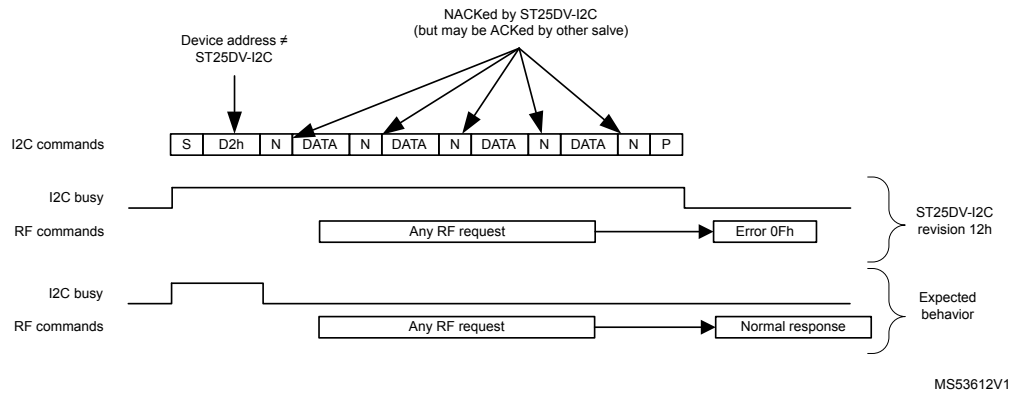 NACKed by ST25DV-I2C
(but may be ACKed by other salve)
Device address ≠
ST25DV-I2C
I2C commands
S D2h N DATA N DATA N DATA N DATA N P
I2C busy
RF commands
Any RF request
Error 0Fh
ST25DV-I2C
revision 12h
I2C busy
RF commands
Any RF request
Normal response
Expected
behavior
MS53612V1